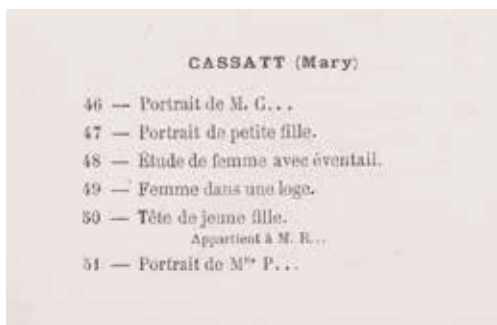 CASSATT (Mary)
46 — Portrait de M. C...
47 — Portrait de petite fille.
48 — Étude de femme avec éventail.
49 — Femme dans une loge.
50 — Tête de jeune fille.
Appartient à M. R...
51 — Portrait de P...